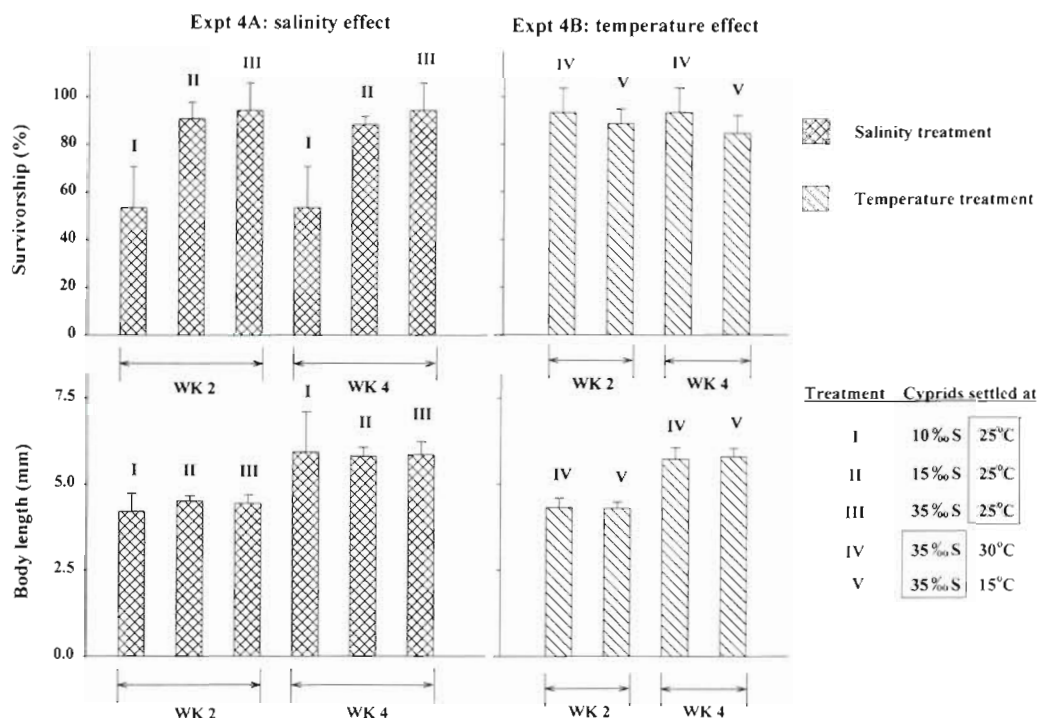 Expt 4A: salinity effect
Expt 4B: temperature effect
Survivorship (%)
100
80
60
40
20
0
I
II
III
I
II
III
IV
V
IV
V
WK 2
WK 4
WK 2
WK 4
Salinity treatment
Temperature treatment
Body length (mm)
7.5
5.0
2.5
0.0
I
II
III
I
II
III
IV
V
IV
V
WK 2
WK 4
WK 2
WK 4
Treatment Cyprids settled at
I 10‰ S 25°C
II 15‰ S 25°C
III 35‰ S 25°C
IV 35‰ S 30°C
V 35‰ S 15°C